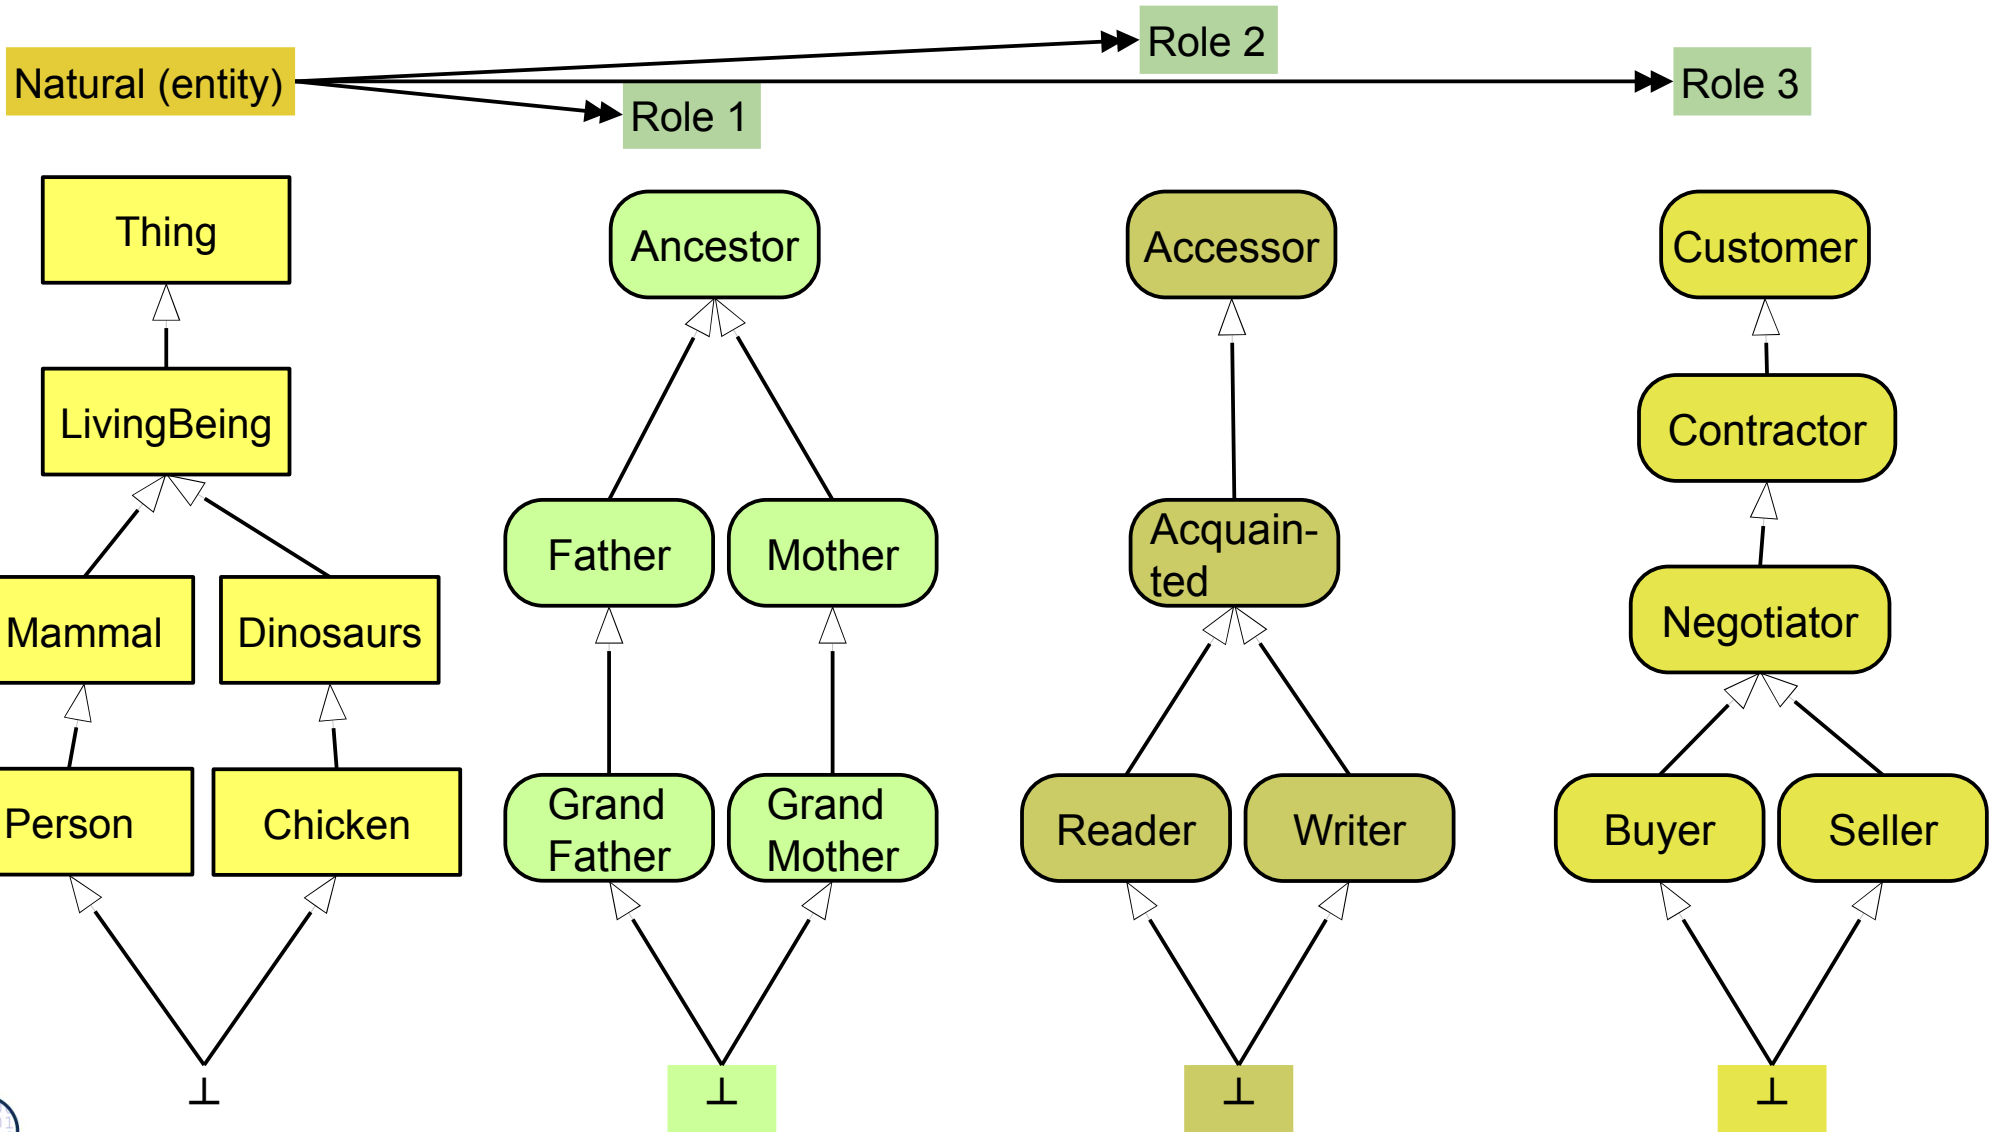 Role 2
Natural (entity)
Role 3
Role 1
Thing
Ancestor
Accessor
Customer
LivingBeing
Contractor
Father
Mother
Acquain-
ted
Mammal
Dinosaurs
Negotiator
Person
Chicken
Grand
Father
Grand
Mother
Reader
Writer
Buyer
Seller
⊥
⊥
⊥
⊥